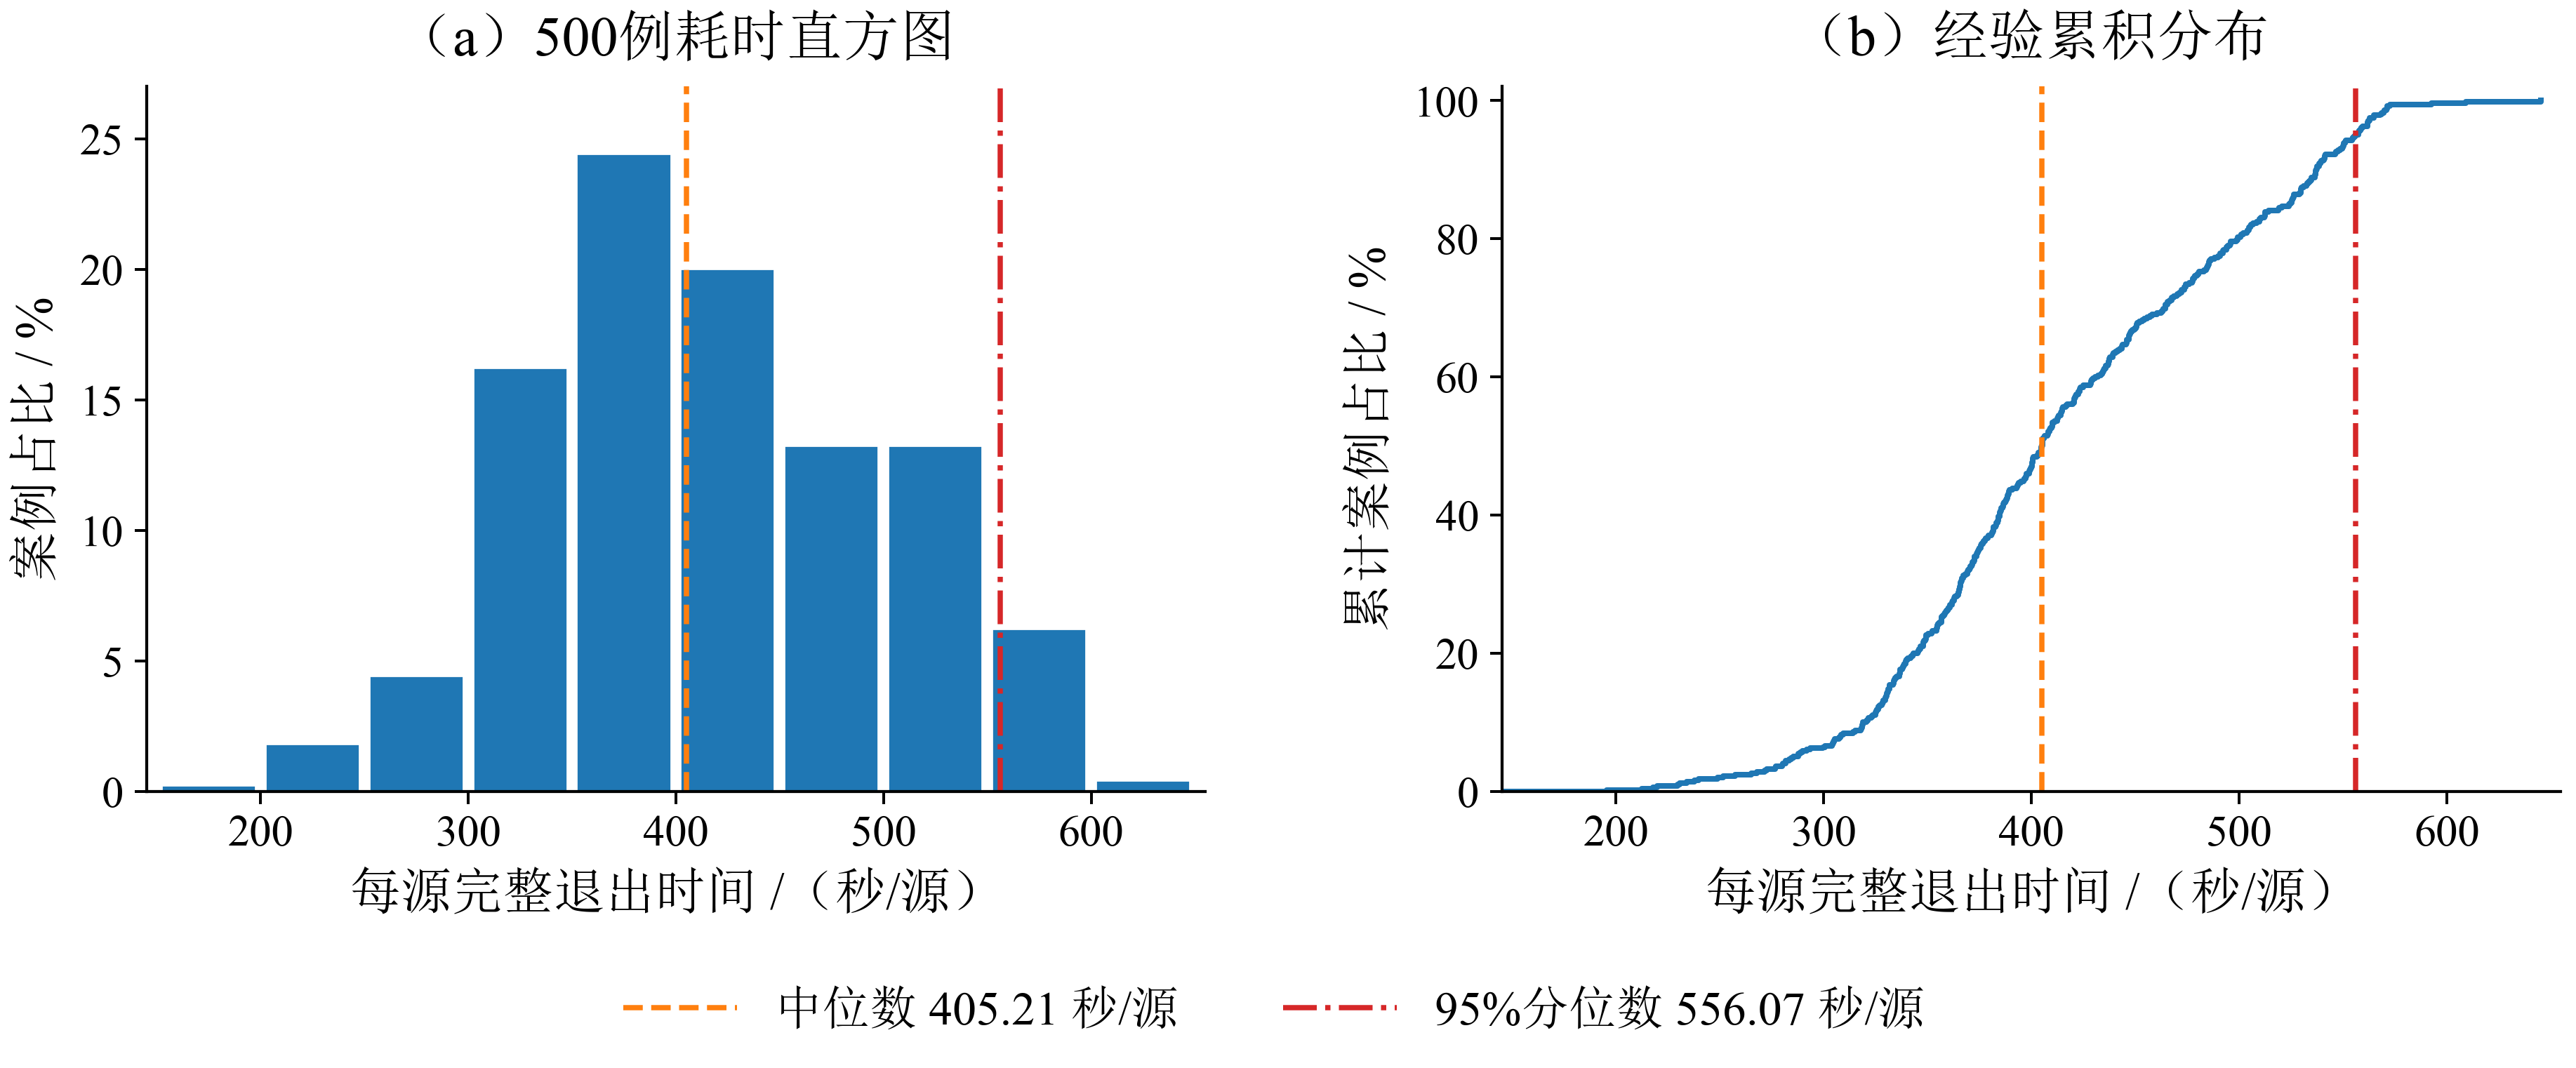 （a）500例耗时直方图
案例占比 / %
25
20
15
10
5
0
200 300 400 500 600
每源完整退出时间 /（秒/源）
（b）经验累积分布
累计案例占比 / %
100
80
60
40
20
0
200 300 400 500 600
每源完整退出时间 /（秒/源）
中位数 405.21 秒/源
95%分位数 556.07 秒/源